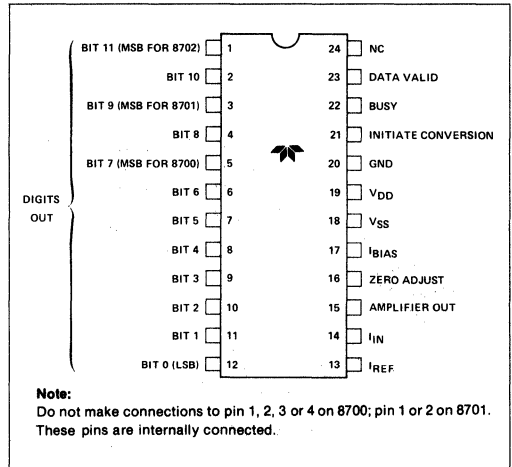 BIT 11 (MSB FOR 8702) 1 24 NC
BIT 10 2 23 DATA VALID
BIT 9 (MSB FOR 8701) 3 22 BUSY
BIT 8 4 21 INITIATE CONVERSION
BIT 7 (MSB FOR 8700) 5 20 GND
BIT 6 6 19 VDD
DIGITS OUT
BIT 5 7 18 VSS
BIT 4 8 17 IBIAS
BIT 3 9 16 ZERO ADJUST
BIT 2 10 15 AMPLIFIER OUT
BIT 1 11 14 IIN
BIT 0 (LSB) 12 13 IREF
Note:
Do not make connections to pin 1, 2, 3 or 4 on 8700; pin 1 or 2 on 8701.
These pins are internally connected.